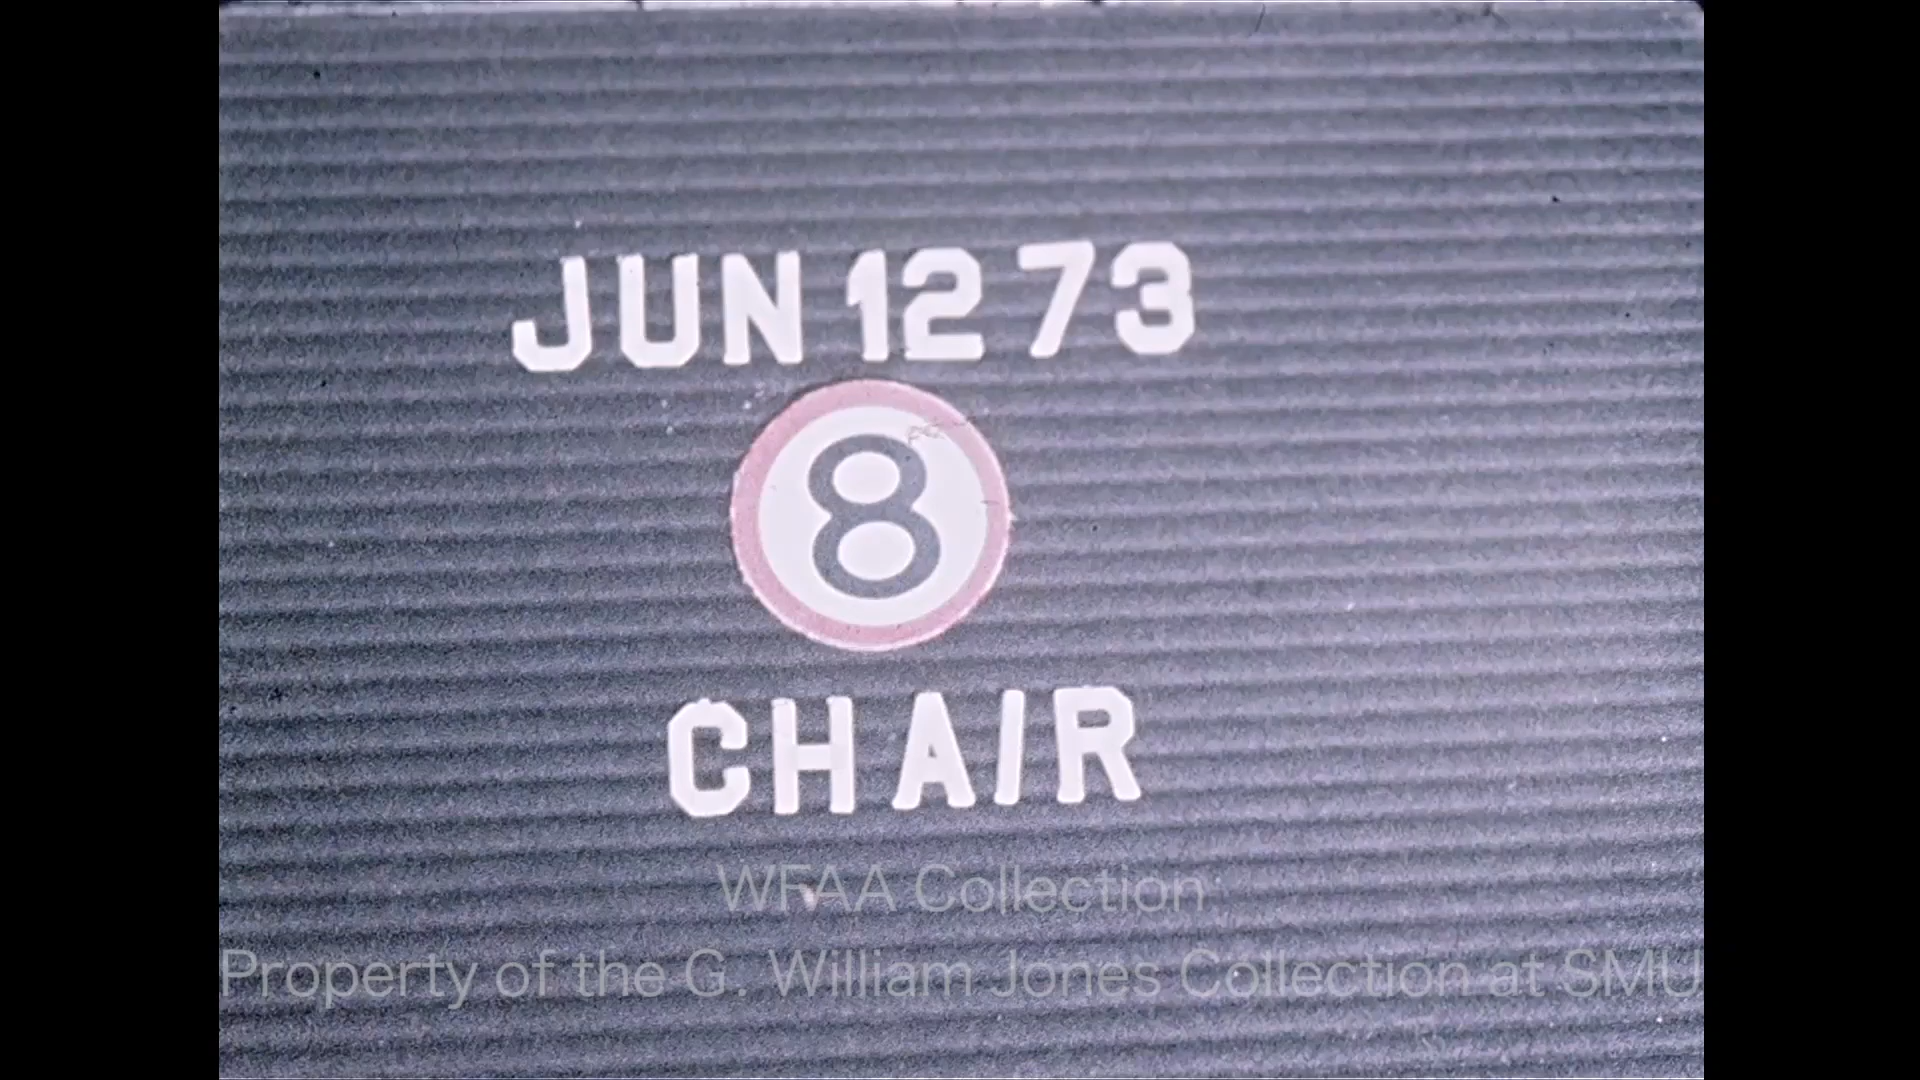 JUN 12 73
8
CHAIR
WFAA Collection
Property of the G. William Jones Collection at SMU